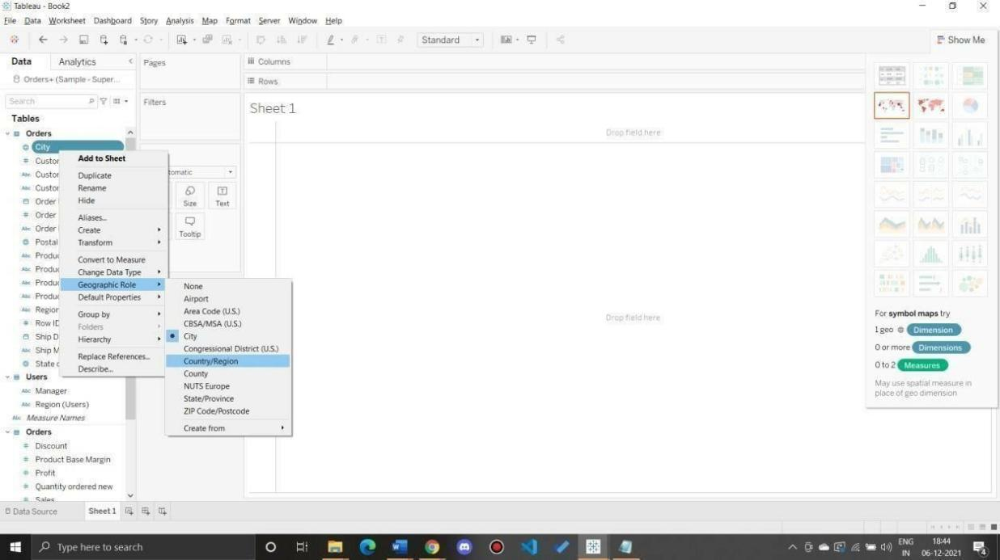 Tableau - Book2
File Data Worksheet Dashboard Story Analysis Map Format Server Window Help
Standard
Show Me
Data Analytics
Orders+ (Sample - Super...
Search
Tables
Orders
City
Custor
Custor
Custor
Order
Order
Order
Postal
Produc
Produc
Produc
Produc
Region
Row ID
Ship D
Ship M
State o
Users
Abc Manager
Abc Region (Users)
Abc Measure Names
Orders
# Discount
# Product Base Margin
# Profit
# Quantity ordered new
# Sales
Add to Sheet
Duplicate
Rename
Hide
Aliases...
Create
Transform
Convert to Measure
Change Data Type
Geographic Role
Default Properties
Group by
Folders
Hierarchy
Replace References...
Describe...
None
Airport
Area Code (U.S.)
CBSA/MSA (U.S.)
City
Congressional District (U.S.)
Country/Region
County
NUTS Europe
State/Province
ZIP Code/Postcode
Create from
Pages
Filters
tomatic
Size Text
Tooltip
Columns
Rows
Sheet 1
Drop field here
Drop field here
For symbol maps try
1 geo Dimension
0 or more Dimensions
0 to 2 Measures
May use spatial measure in
place of geo dimension
Data Source Sheet 1
Type here to search
ENG
IN
18:44
06-12-2021
4